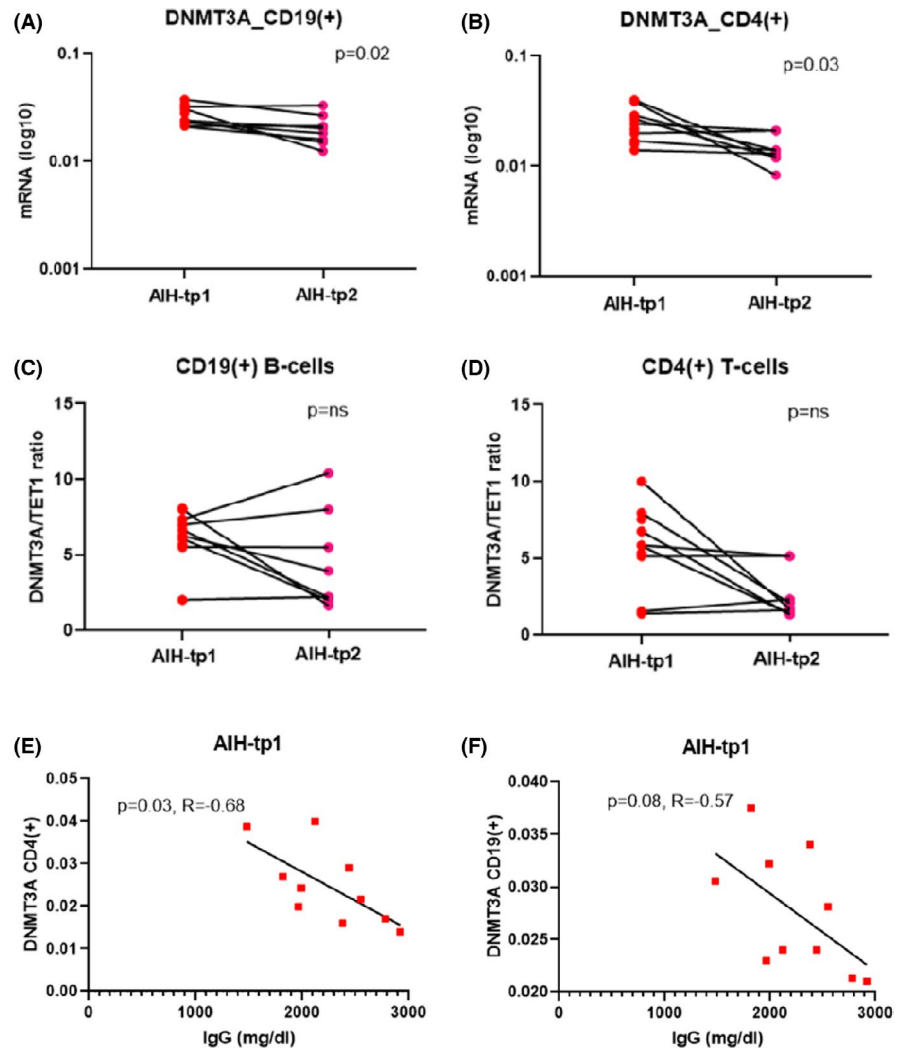 (A)
DNMT3A_CD19(+)
p=0.02
mRNA (log10)
0.1
0.01
0.001
AIH-tp1
AIH-tp2
(B)
DNMT3A_CD4(+)
p=0.03
mRNA (log10)
0.1
0.01
0.001
AIH-tp1
AIH-tp2
(C)
CD19(+) B-cells
p=ns
DNMT3A/TET1 ratio
15
10
5
0
AIH-tp1
AIH-tp2
(D)
CD4(+) T-cells
p=ns
DNMT3A/TET1 ratio
15
10
5
0
AIH-tp1
AIH-tp2
(E)
AIH-tp1
p=0.03, R=-0.68
DNMT3A CD4(+)
0.05
0.04
0.03
0.02
0.01
0.00
0
1000
2000
3000
IgG (mg/dl)
(F)
AIH-tp1
p=0.08, R=-0.57
DNMT3A CD19(+)
0.040
0.035
0.030
0.025
0.020
0
1000
2000
3000
IgG (mg/dl)